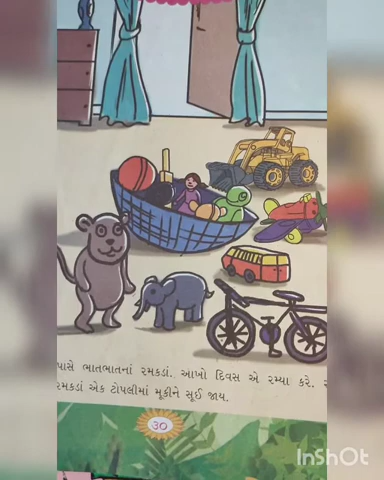 પાસે ભાતભાતનાં રમકડાં. આખો દિવસ એ રમ્યા કરે.
રમકડાં એક ટોપલીમાં મૂકીને સૂઈ જાય.
૩૦
InShOt